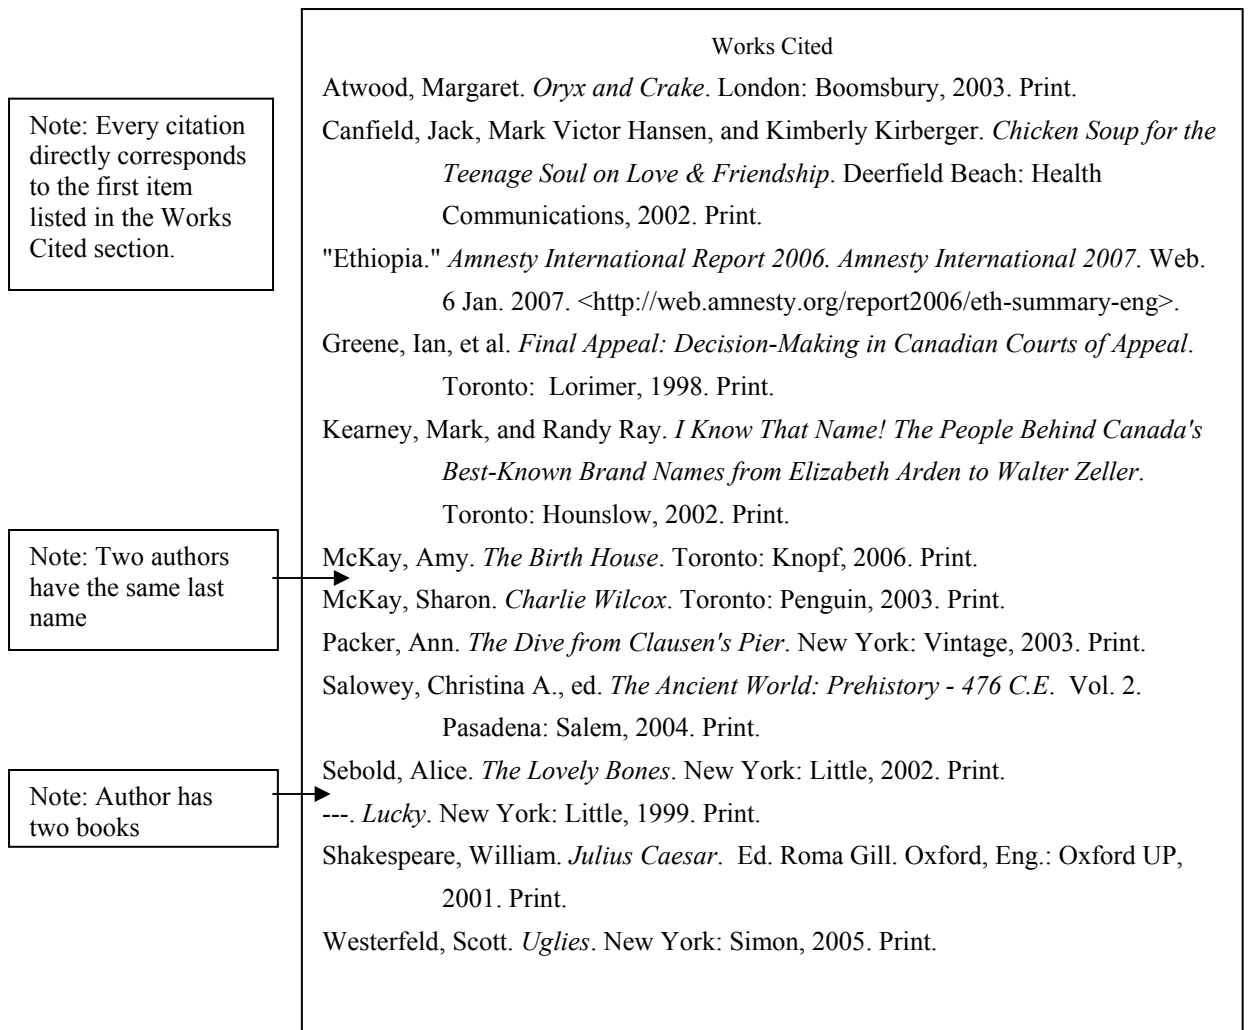 Works Cited
Atwood, Margaret. Oryx and Crake. London: Boomsbury, 2003. Print.
Note: Every citation
directly corresponds
to the first item
listed in the Works
Cited section.
Canfield, Jack, Mark Victor Hansen, and Kimberly Kirberger. Chicken Soup for the
Teenage Soul on Love & Friendship. Deerfield Beach: Health
Communications, 2002. Print.
"Ethiopia." Amnesty International Report 2006. Amnesty International 2007. Web.
6 Jan. 2007. <http://web.amnesty.org/report2006/eth-summary-eng>.
Greene, Ian, et al. Final Appeal: Decision-Making in Canadian Courts of Appeal.
Toronto:  Lorimer, 1998. Print.
Kearney, Mark, and Randy Ray. I Know That Name! The People Behind Canada's
Best-Known Brand Names from Elizabeth Arden to Walter Zeller.
Toronto: Hounslow, 2002. Print.
Note: Two authors
have the same last
name
McKay, Amy. The Birth House. Toronto: Knopf, 2006. Print.
McKay, Sharon. Charlie Wilcox. Toronto: Penguin, 2003. Print.
Packer, Ann. The Dive from Clausen's Pier. New York: Vintage, 2003. Print.
Salowey, Christina A., ed. The Ancient World: Prehistory - 476 C.E.  Vol. 2.
Pasadena: Salem, 2004. Print.
Note: Author has
two books
Sebold, Alice. The Lovely Bones. New York: Little, 2002. Print.
---. Lucky. New York: Little, 1999. Print.
Shakespeare, William. Julius Caesar.  Ed. Roma Gill. Oxford, Eng.: Oxford UP,
2001. Print.
Westerfeld, Scott. Uglies. New York: Simon, 2005. Print.